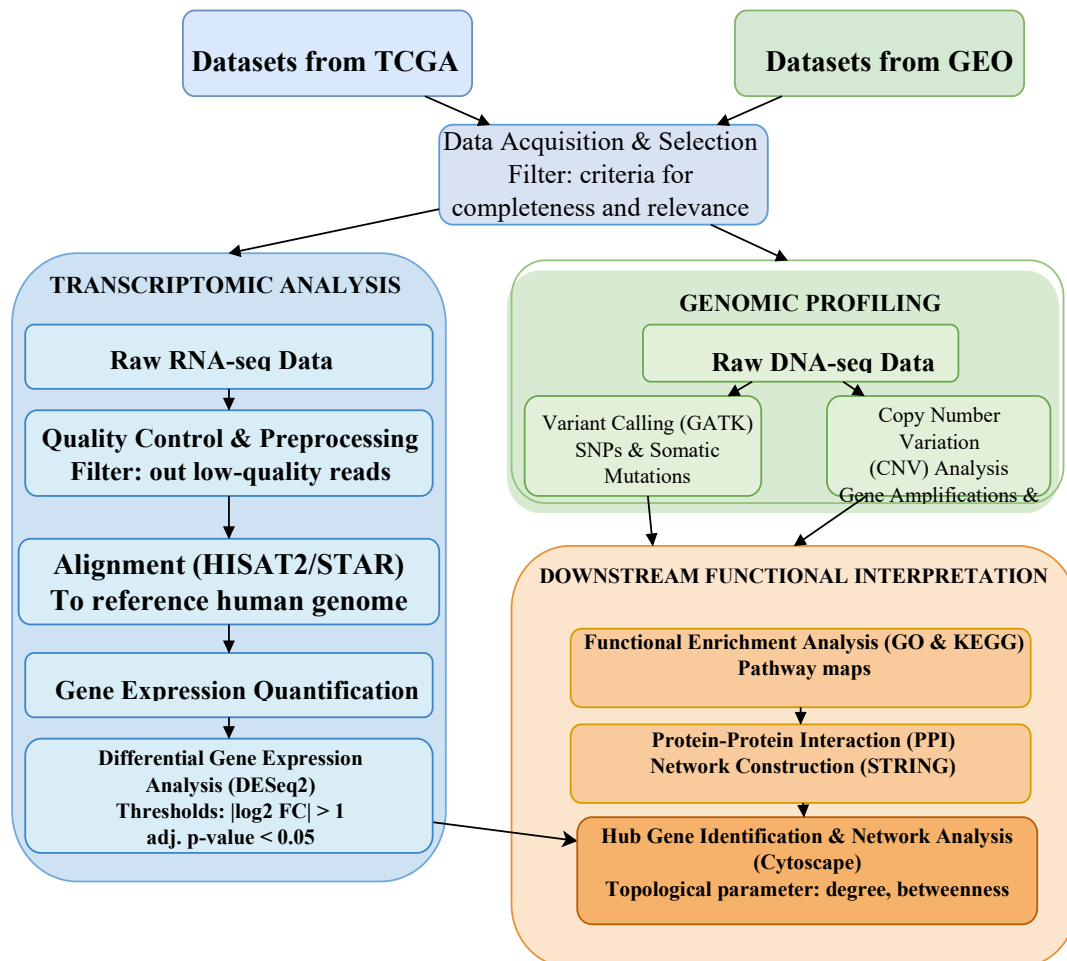 Datasets from TCGA
Datasets from GEO
Data Acquisition & Selection
Filter: criteria for
completeness and relevance
TRANSCRIPTOMIC ANALYSIS
Raw RNA-seq Data
Quality Control & Preprocessing
Filter: out low-quality reads
Alignment (HISAT2/STAR)
To reference human genome
Gene Expression Quantification
Differential Gene Expression
Analysis (DESeq2)
Thresholds: |log2 FC| > 1
adj. p-value < 0.05
GENOMIC PROFILING
Raw DNA-seq Data
Variant Calling (GATK)
SNPs & Somatic
Mutations
Copy Number
Variation
(CNV) Analysis
Gene Amplifications &
DOWNSTREAM FUNCTIONAL INTERPRETATION
Functional Enrichment Analysis (GO & KEGG)
Pathway maps
Protein-Protein Interaction (PPI)
Network Construction (STRING)
Hub Gene Identification & Network Analysis
(Cytoscape)
Topological parameter: degree, betweenness